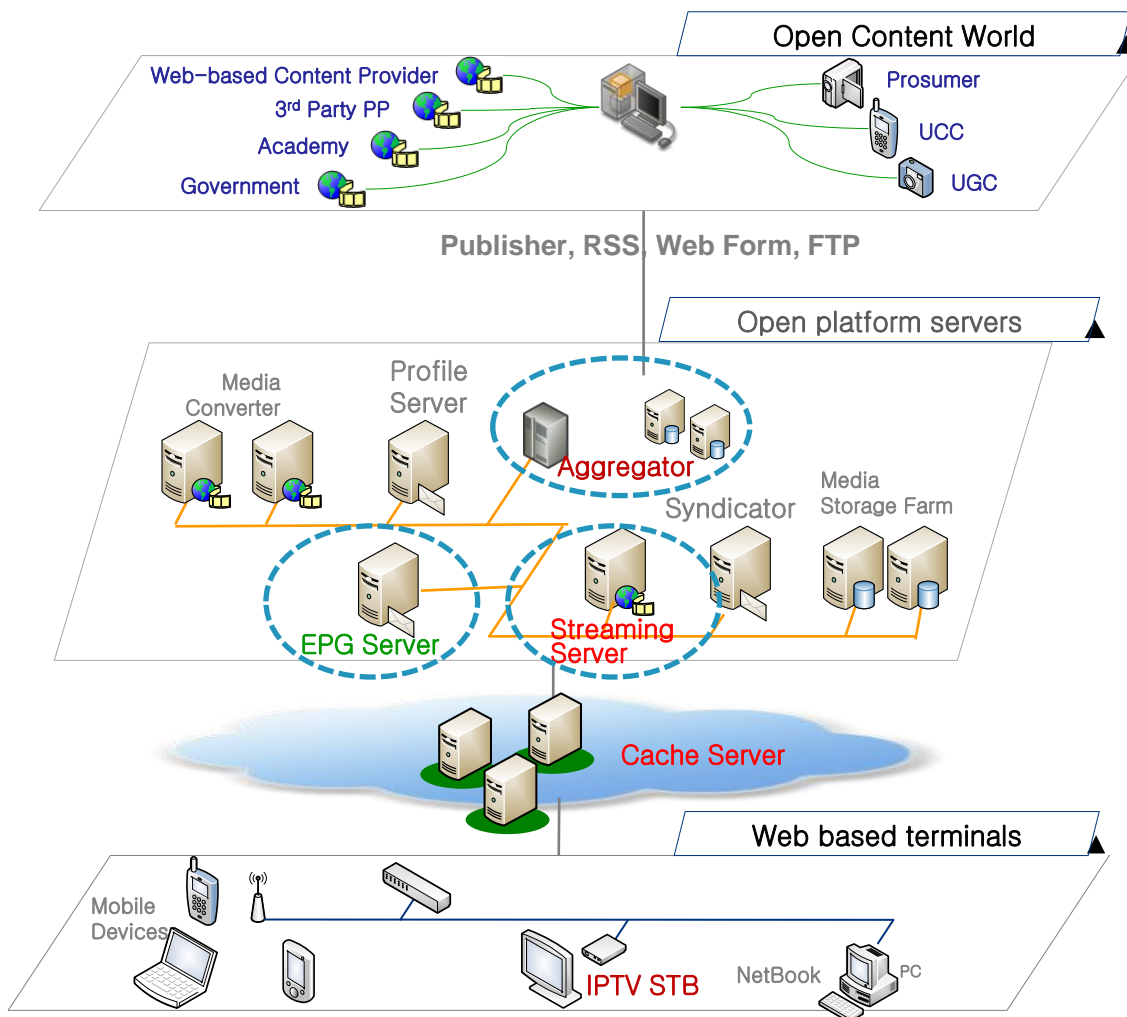 Open Content World
Web-based Content Provider
3rd Party PP
Academy
Government
Prosumer
UCC
UGC
Publisher, RSS, Web Form, FTP
Open platform servers
Media
Converter
Profile
Server
Aggregator
Syndicator
Media
Storage Farm
EPG Server
Streaming
Server
Cache Server
Web based terminals
Mobile
Devices
IPTV STB
NetBook
PC